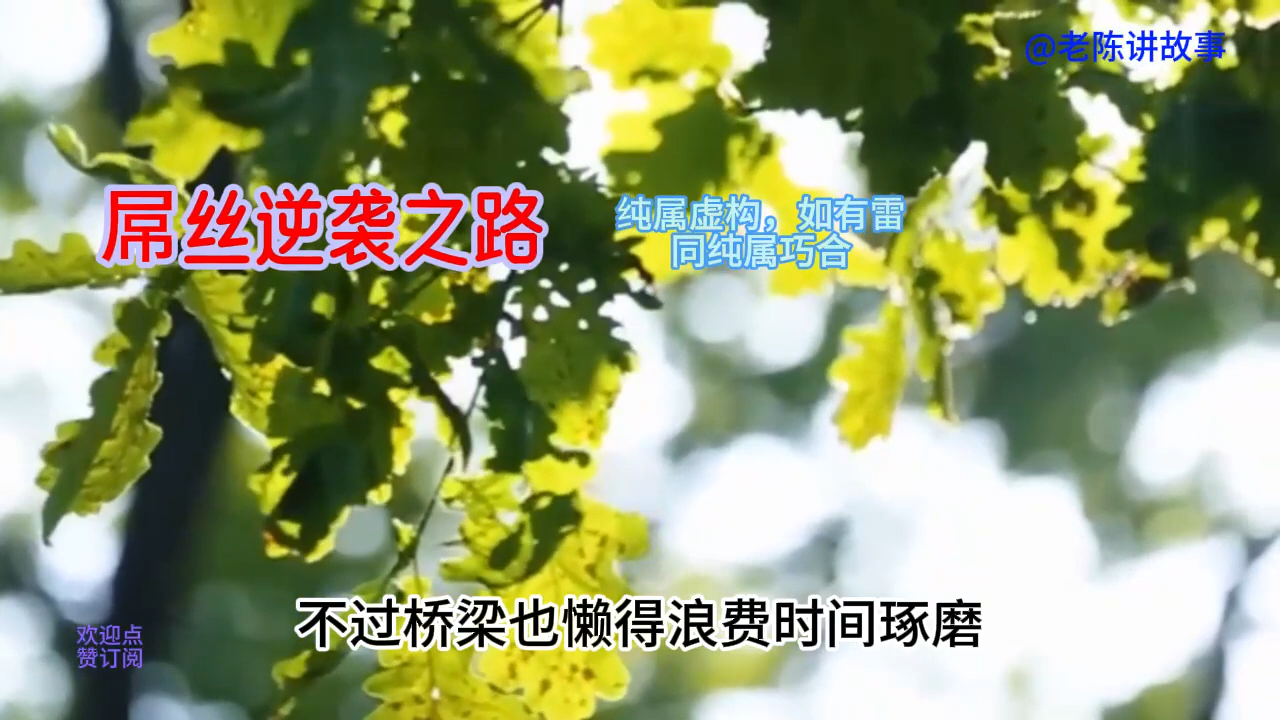 @老陈讲故事
屌丝逆袭之路
纯属虚构，如有雷
同纯属巧合
不过桥梁也懒得浪费时间琢磨
欢迎点
赞订阅